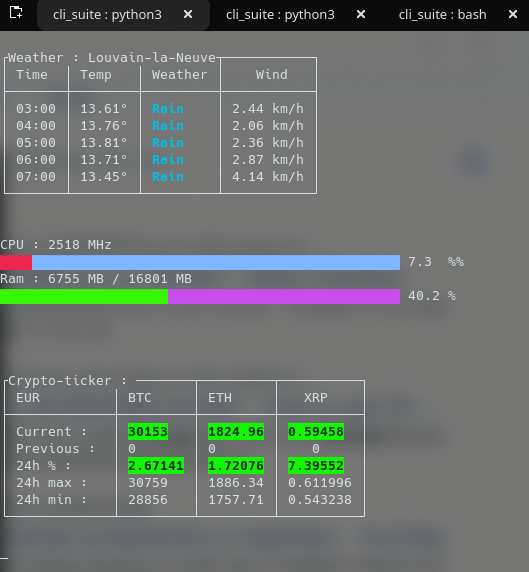 cli_suite : python3 × cli_suite : python3 × cli_suite : bash ×
Weather : Louvain-la-Neuve
Time Temp Weather Wind
03:00 13.61° Rain 2.44 km/h
04:00 13.76° Rain 2.06 km/h
05:00 13.81° Rain 2.36 km/h
06:00 13.71° Rain 2.87 km/h
07:00 13.45° Rain 4.14 km/h
CPU : 2518 MHz
7.3 %%
Ram : 6755 MB / 16801 MB
40.2 %
Crypto-ticker :
EUR BTC ETH XRP
Current : 30153 1824.96 0.59458
Previous : 0 0 0
24h % : 2.67141 1.72076 7.39552
24h max : 30759 1886.34 0.611996
24h min : 28856 1757.71 0.543238
_